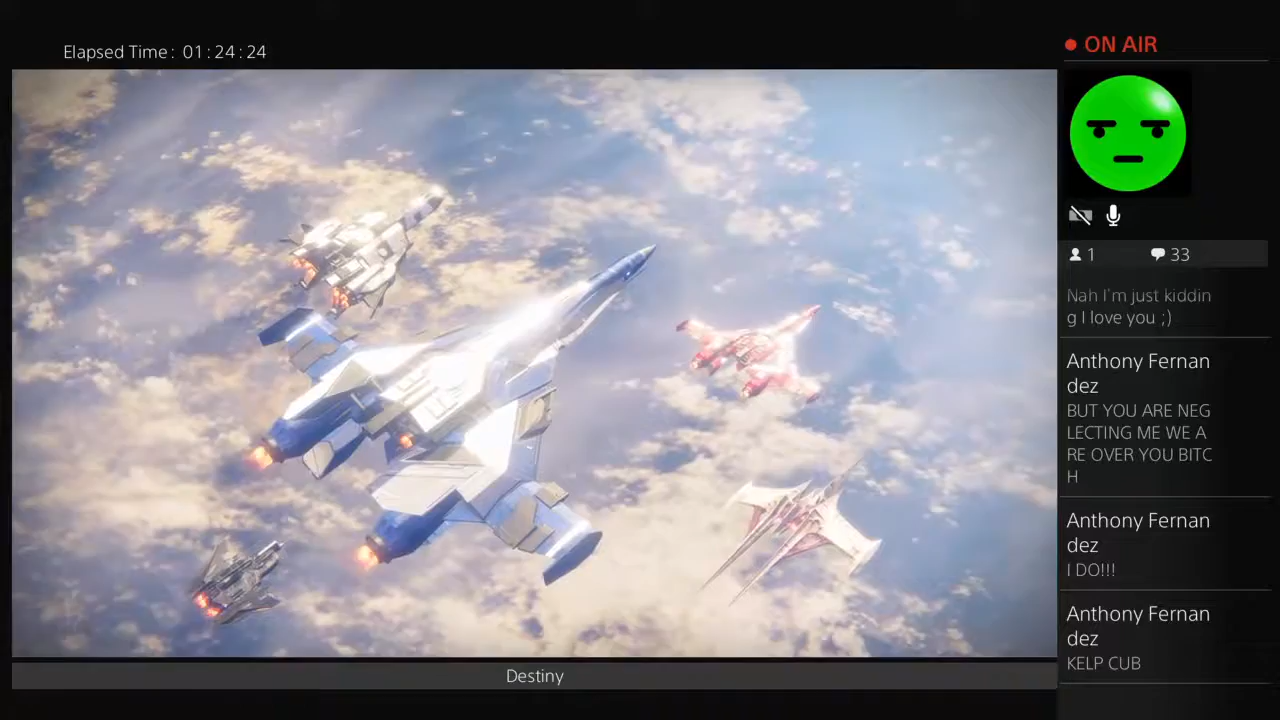 Elapsed Time: 01:24:24
ON AIR
1 33
Nah I'm just kiddin
g I love you ;)
Anthony Fernan
dez
BUT YOU ARE NEG
LECTING ME WE A
RE OVER YOU BITC
H
Anthony Fernan
dez
I DO!!!
Anthony Fernan
dez
KELP CUB
Destiny